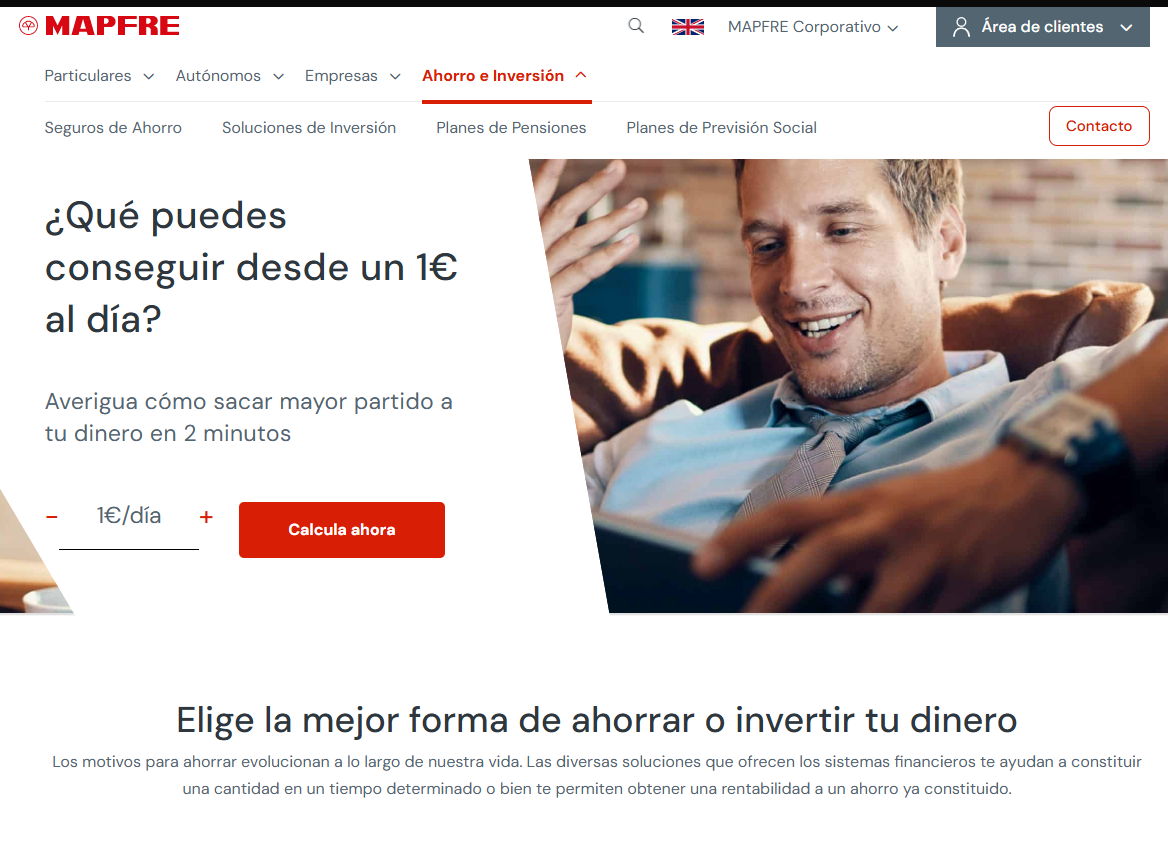 MAPFRE
MAPFRE Corporativo
Área de clientes
Particulares
Autónomos
Empresas
Ahorro e Inversión
Seguros de Ahorro
Soluciones de Inversión
Planes de Pensiones
Planes de Previsión Social
Contacto
¿Qué puedes
conseguir desde un 1€
al día?
Averigua cómo sacar mayor partido a
tu dinero en 2 minutos
− 1€/día +
Calcula ahora
Elige la mejor forma de ahorrar o invertir tu dinero
Los motivos para ahorrar evolucionan a lo largo de nuestra vida. Las diversas soluciones que ofrecen los sistemas financieros te ayudan a constituir
una cantidad en un tiempo determinado o bien te permiten obtener una rentabilidad a un ahorro ya constituido.